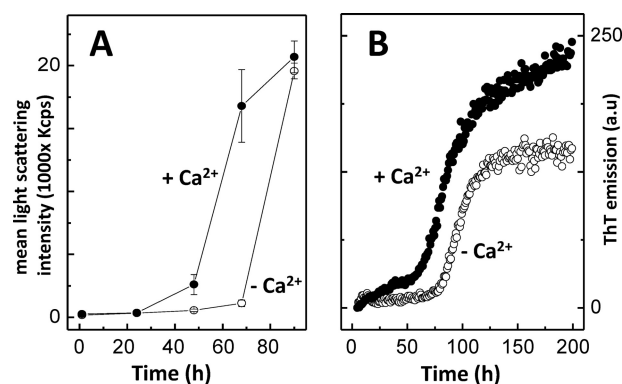 A
mean light scattering
intensity (1000x Kcps)
20
0
+ Ca²⁺
- Ca²⁺
0 20 40 60 80
Time (h)
B
250
0
ThT emission (a.u)
+ Ca²⁺
- Ca²⁺
0 50 100 150 200
Time (h)